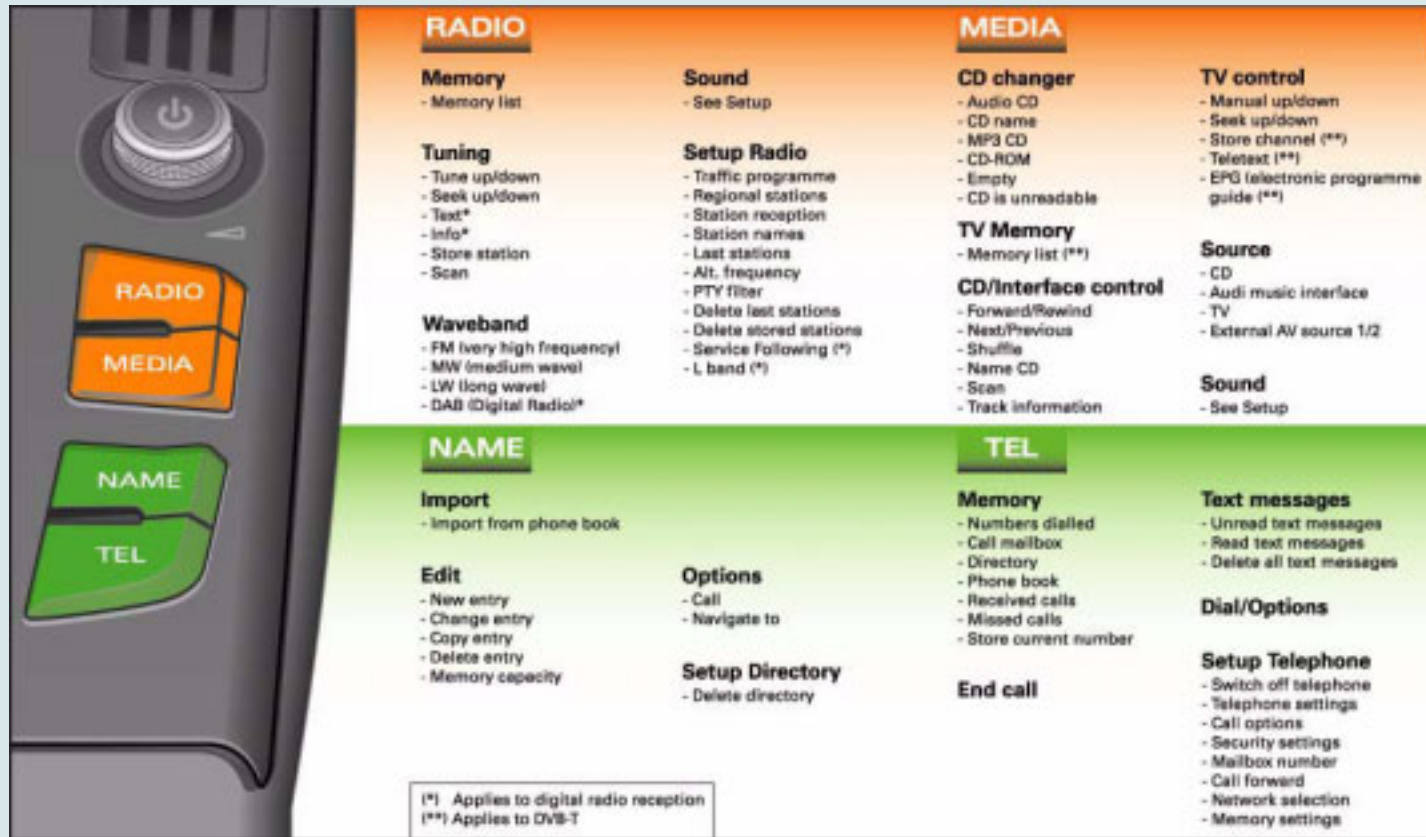 RADIO
MEDIA
NAME
TEL
RADIO
Memory
- Memory list
Tuning
- Tune up/down
- Seek up/down
- Text*
- Info*
- Store station
- Scan
Waveband
- FM (very high frequency)
- MW (medium wave)
- LW (long wave)
- DAB (Digital Radio)*
Sound
- See Setup
Setup Radio
- Traffic programme
- Regional stations
- Station reception
- Station names
- Last stations
- Alt. frequency
- PTY filter
- Delete last stations
- Delete stored stations
- Service Following (*)
- L band (*)
MEDIA
CD changer
- Audio CD
- CD name
- MP3 CD
- CD-ROM
- Empty
- CD is unreadable
TV Memory
- Memory list (**)
CD/Interface control
- Forward/Rewind
- Next/Previous
- Shuffle
- Name CD
- Scan
- Track information
TV control
- Manual up/down
- Seek up/down
- Store channel (**)
- Teletext (**)
- EPG (electronic programme
guide (**)
Source
- CD
- Audi music interface
- TV
- External AV source 1/2
Sound
- See Setup
NAME
Import
- Import from phone book
Edit
- New entry
- Change entry
- Copy entry
- Delete entry
- Memory capacity
Options
- Call
- Navigate to
Setup Directory
- Delete directory
TEL
Memory
- Numbers dialled
- Call mailbox
- Directory
- Phone book
- Received calls
- Missed calls
- Store current number
End call
Text messages
- Unread text messages
- Read text messages
- Delete all text messages
Dial/Options
Setup Telephone
- Switch off telephone
- Telephone settings
- Call options
- Security settings
- Mailbox number
- Call forward
- Network selection
- Memory settings
(*) Applies to digital radio reception
(**) Applies to DVB-T